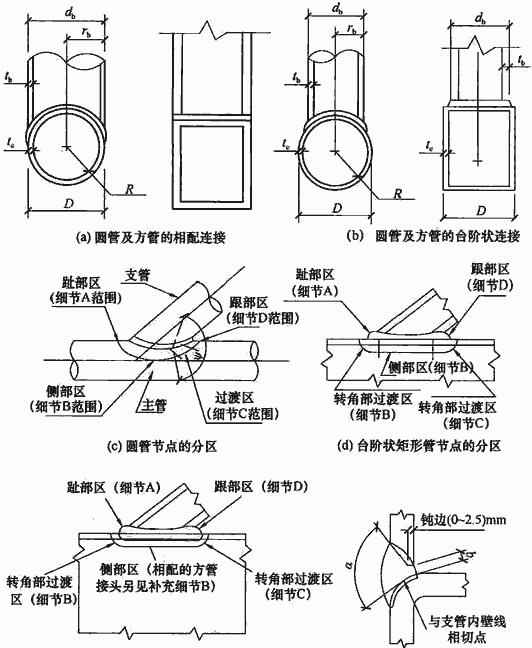 d_b
r_b
t_b
t_c
R
D
(a) 圆管及方管的相配连接
d_b
r_b
t_b
t_c
R
D
d_b
t_b
t_c
D
(b) 圆管及方管的台阶状连接
趾部区
(细节A范围)
支管
跟部区
(细节D范围)
ψ
侧部区
(细节B范围)
主管
过渡区
(细节C范围)
(c) 圆管节点的分区
趾部区
(细节A)
跟部区
(细节D)
侧部区(细节B)
转角部过渡区
(细节B)
转角部过渡区
(细节C)
(d) 台阶状矩形管节点的分区
趾部区 (细节A)
跟部区 (细节D)
转角部过渡
区 (细节B)
侧部区 (相配的方管
接头另见补充细节B)
转角部过渡区
(细节C)
钝边(0~2.5)mm
α
b
与支管内壁线
相切点